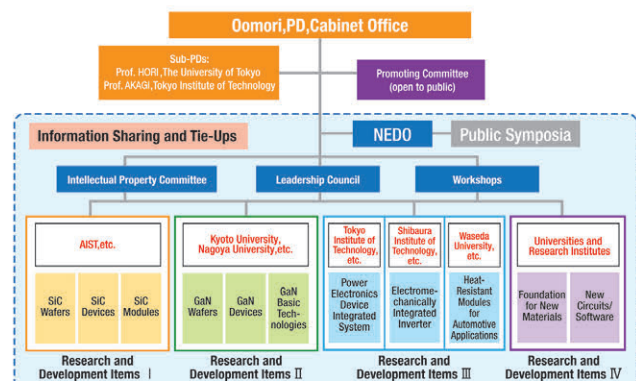 Oomori,PD,Cabinet Office
Sub-PDs:
Prof. HORI,The University of Tokyo
Prof. AKAGI,Tokyo Institute of Technology
Promoting Committee
(open to public)
Information Sharing and Tie-Ups
NEDO
Public Symposia
Intellectual Property Committee
Leadership Council
Workshops
AIST,etc.
SiC
Wafers
SiC
Devices
SiC
Modules
Research and
Development Items Ⅰ
Kyoto University,
Nagoya University,etc.
GaN
Wafers
GaN
Devices
GaN
Basic
Tech-
nologies
Research and
Development Items Ⅱ
Tokyo
Institute of
Technology,
etc.
Power
Electronics
Device
Integrated
System
Shibaura
Institute of
Technology,
etc.
Electrome-
chanically
Integrated
Inverter
Waseda
University,
etc.
Heat-
Resistant
Modules
for
Automotive
Applications
Research and
Development Items Ⅲ
Universities and
Research Institutes
Foundation
for New
Materials
New
Circuits/
Software
Research and
Development Items Ⅳ